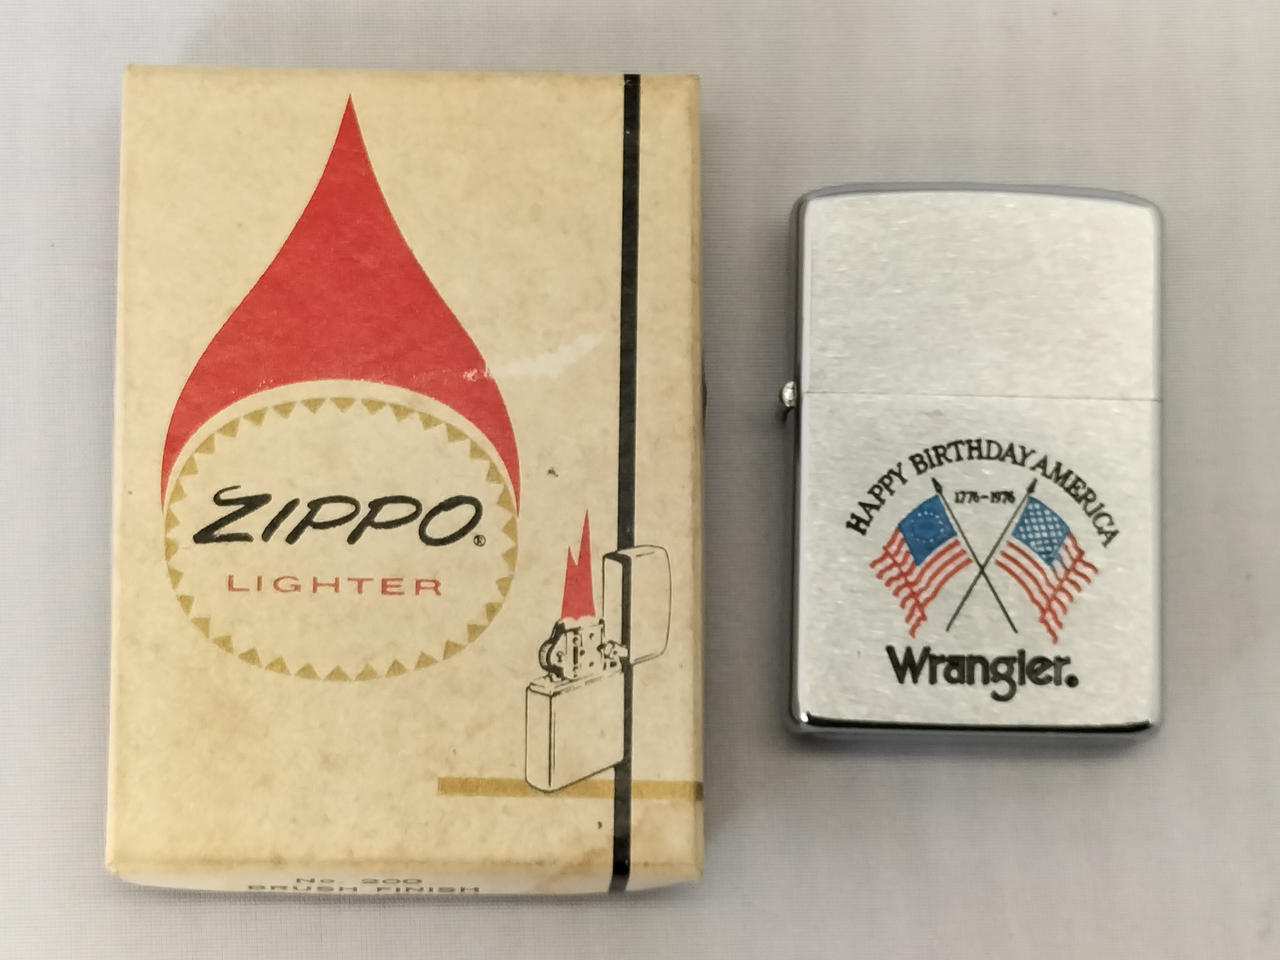 ZIPPO®
LIGHTER
No. 200
BRUSH FINISH
HAPPY BIRTHDAY AMERICA
1776-1976
Wrangler.